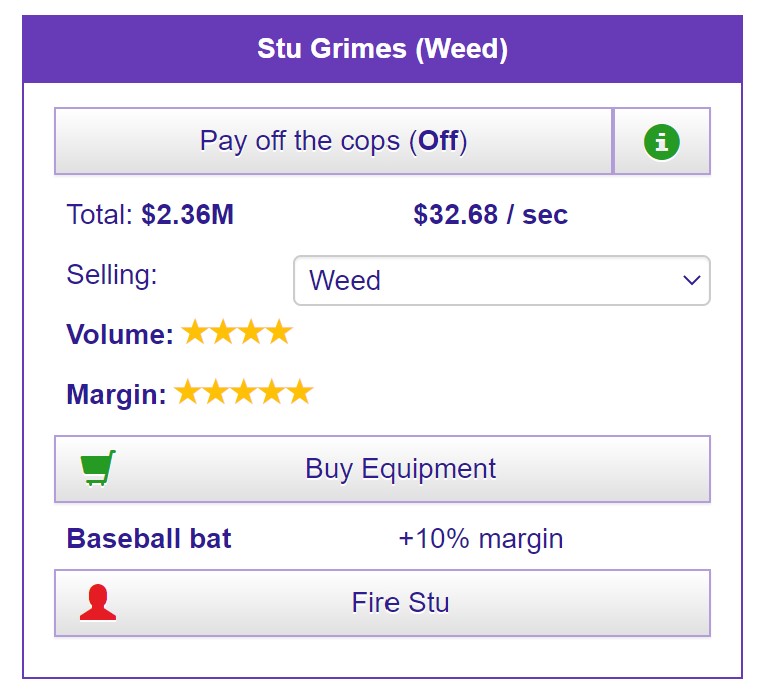 Stu Grimes (Weed)
Pay off the cops (Off)
Total: $2.36M $32.68 / sec
Selling: Weed
Volume: ★★★★
Margin: ★★★★★
Buy Equipment
Baseball bat +10% margin
Fire Stu